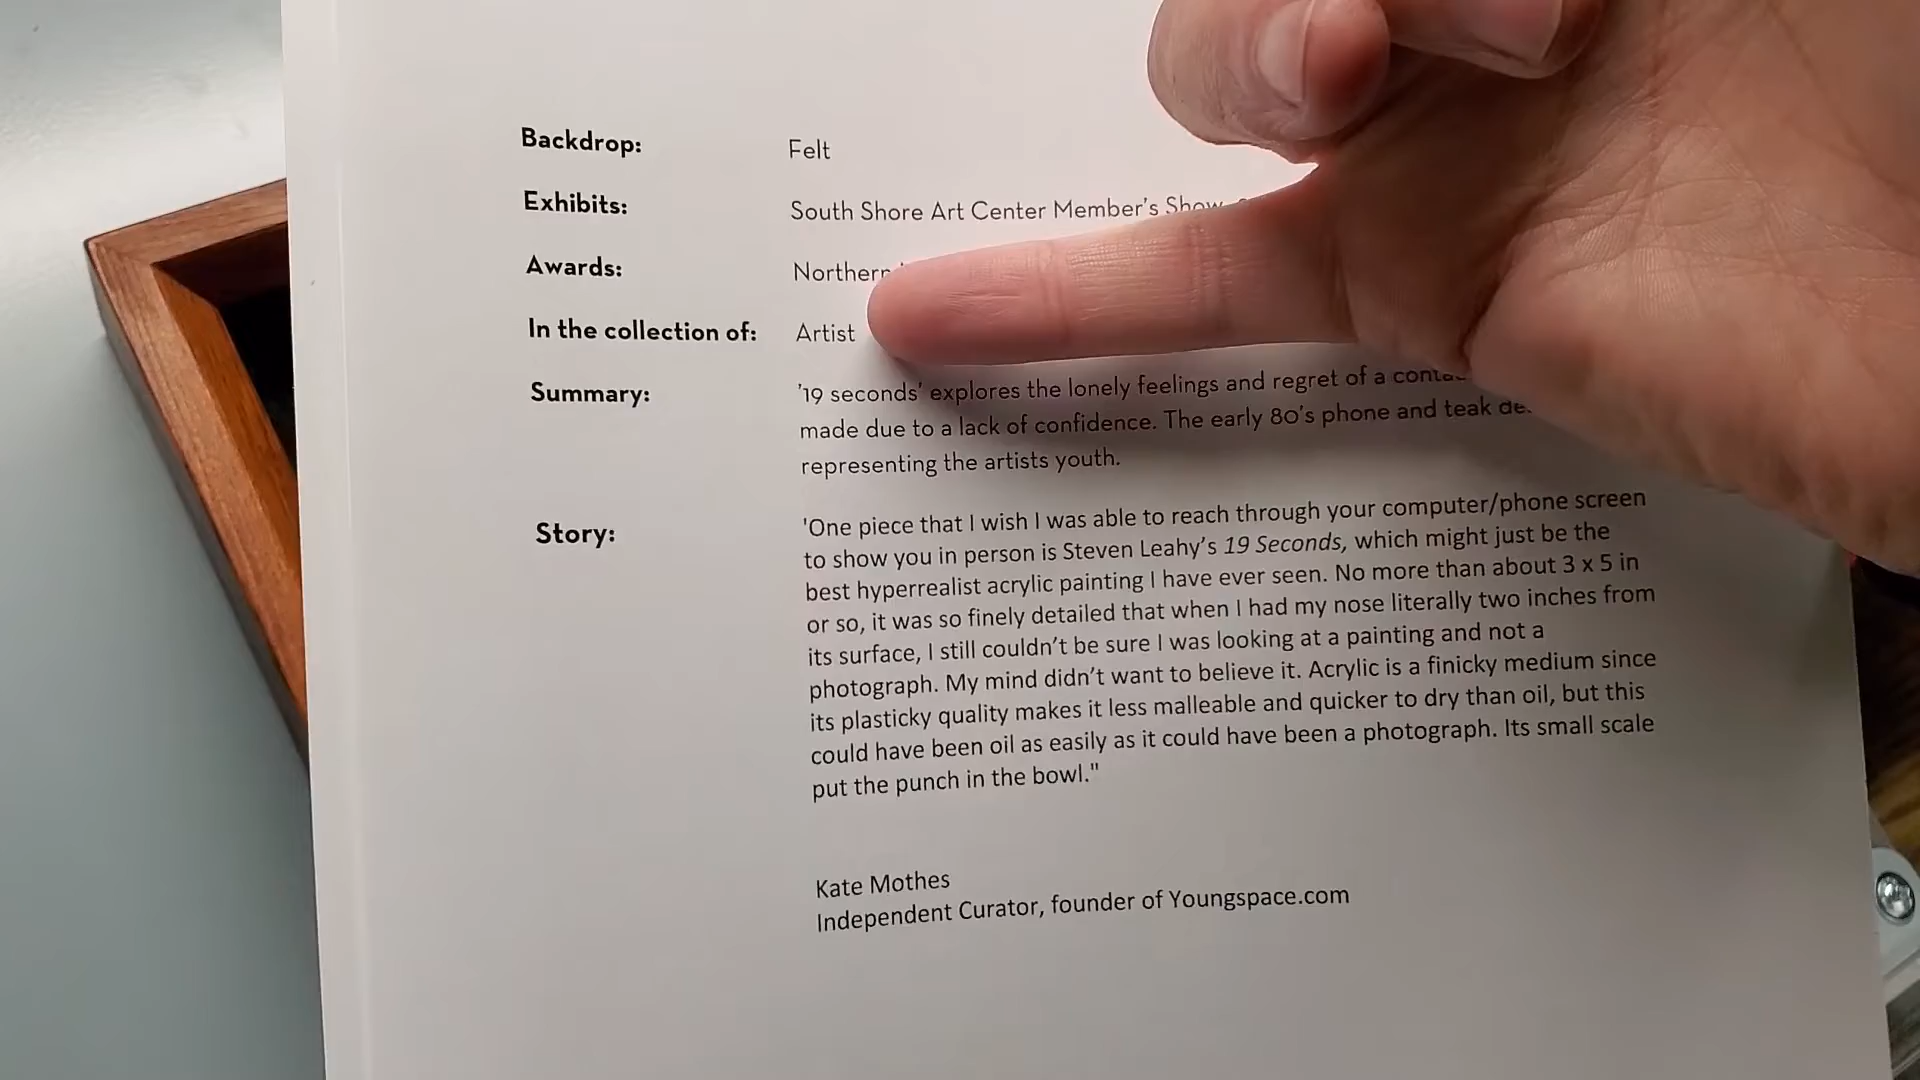 Backdrop: Felt
Exhibits: South Shore Art Center Member's Show,
Awards: Northern
In the collection of: Artist
Summary: '19 seconds' explores the lonely feelings and regret of a
made due to a lack of confidence. The early 80's phone and teak
representing the artists youth.
Story: 'One piece that I wish I was able to reach through your computer/phone screen
to show you in person is Steven Leahy's 19 Seconds, which might just be the
best hyperrealist acrylic painting I have ever seen. No more than about 3 x 5 in
or so, it was so finely detailed that when I had my nose literally two inches from
its surface, I still couldn't be sure I was looking at a painting and not a
photograph. My mind didn't want to believe it. Acrylic is a finicky medium since
its plasticky quality makes it less malleable and quicker to dry than oil, but this
could have been oil as easily as it could have been a photograph. Its small scale
put the punch in the bowl."
Kate Mothes
Independent Curator, founder of Youngspace.com